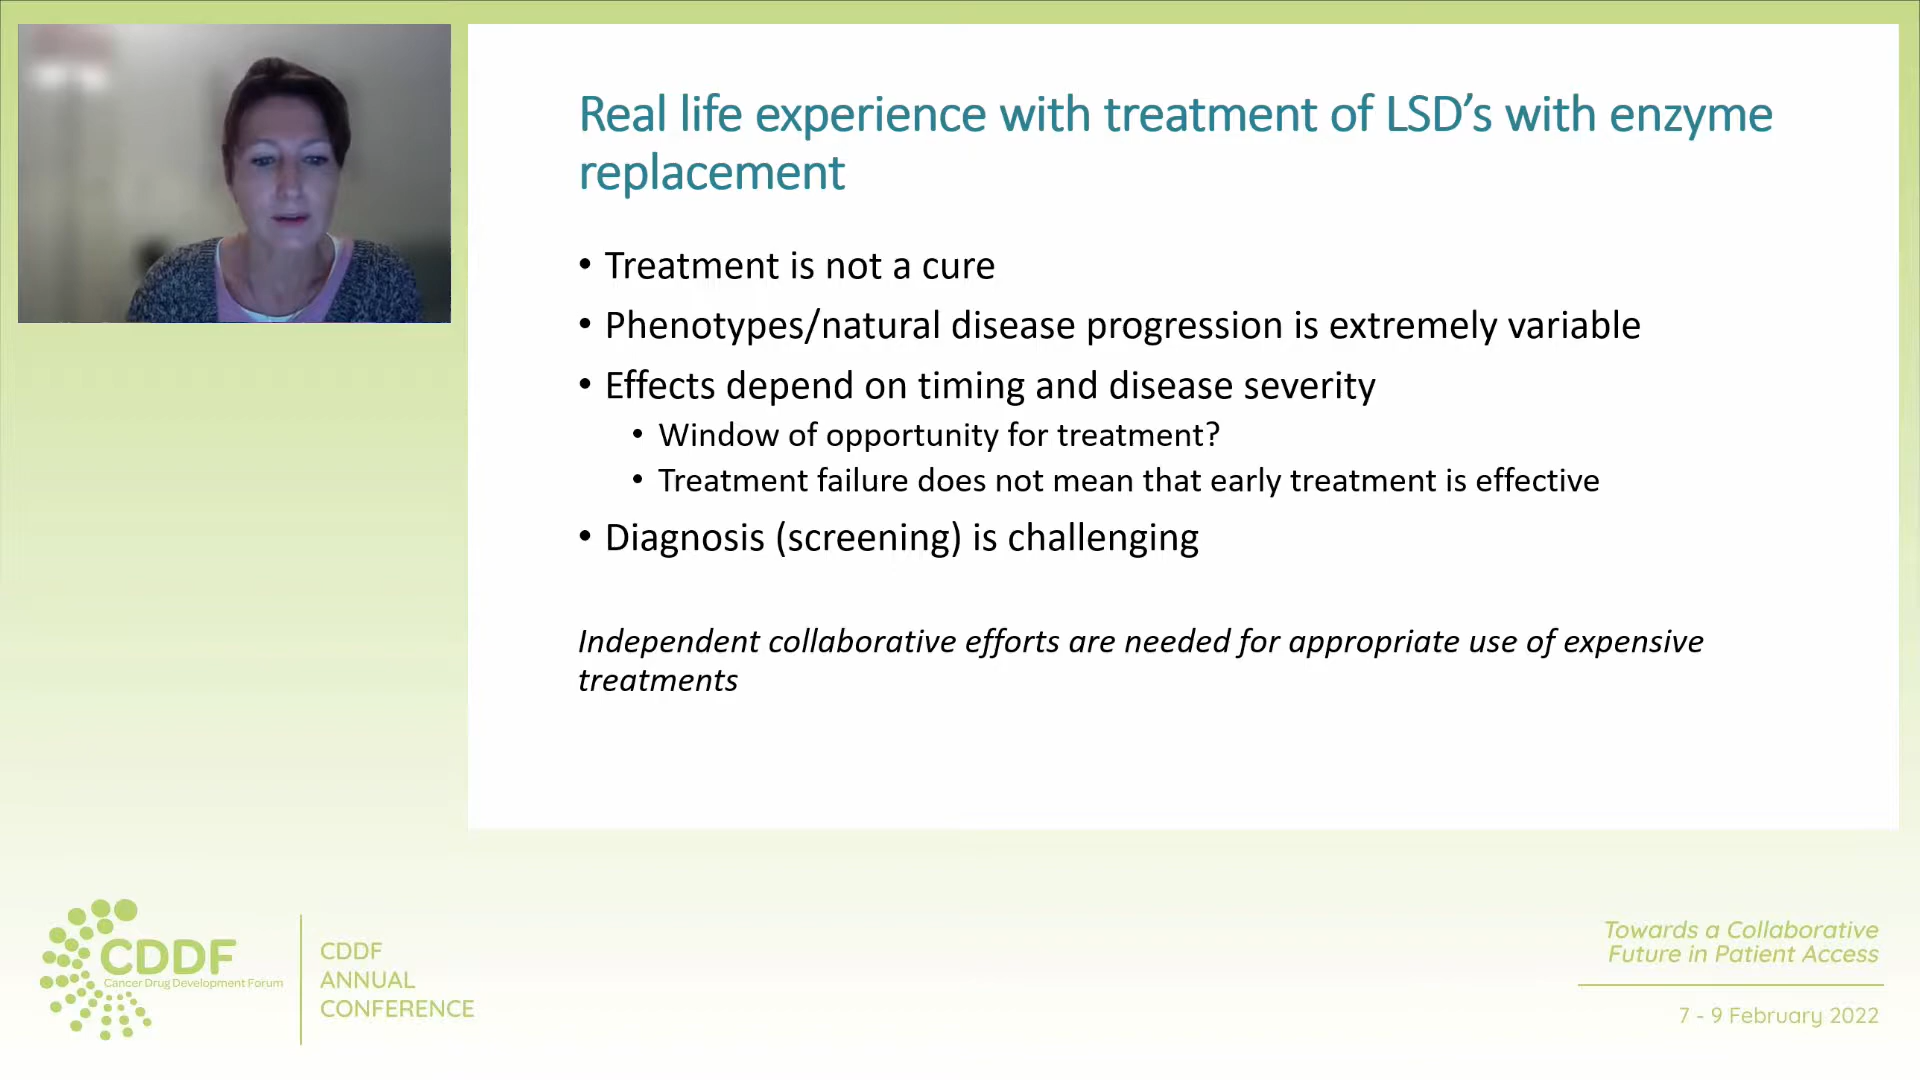 Real life experience with treatment of LSD’s with enzyme
replacement
• Treatment is not a cure
• Phenotypes/natural disease progression is extremely variable
• Effects depend on timing and disease severity
• Window of opportunity for treatment?
• Treatment failure does not mean that early treatment is effective
• Diagnosis (screening) is challenging
Independent collaborative efforts are needed for appropriate use of expensive
treatments
CDDF
Cancer Drug Development Forum
CDDF
ANNUAL
CONFERENCE
Towards a Collaborative
Future in Patient Access
7 - 9 February 2022